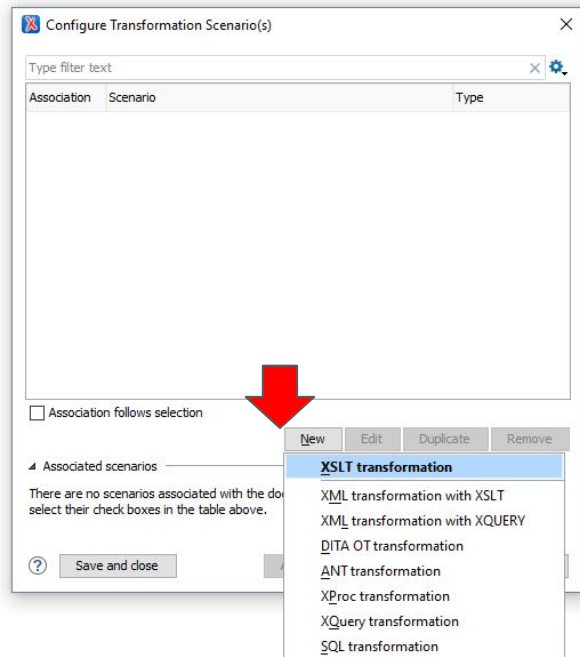 Configure Transformation Scenario(s)
Type filter text
Association Scenario Type
Association follows selection
New Edit Duplicate Remove
Associated scenarios
XSLT transformation
There are no scenarios associated with the
select their check boxes in the table above.
XML transformation with XSLT
XML transformation with XQUERY
DITA OT transformation
ANT transformation
XProc transformation
XQuery transformation
SQL transformation
? Save and close